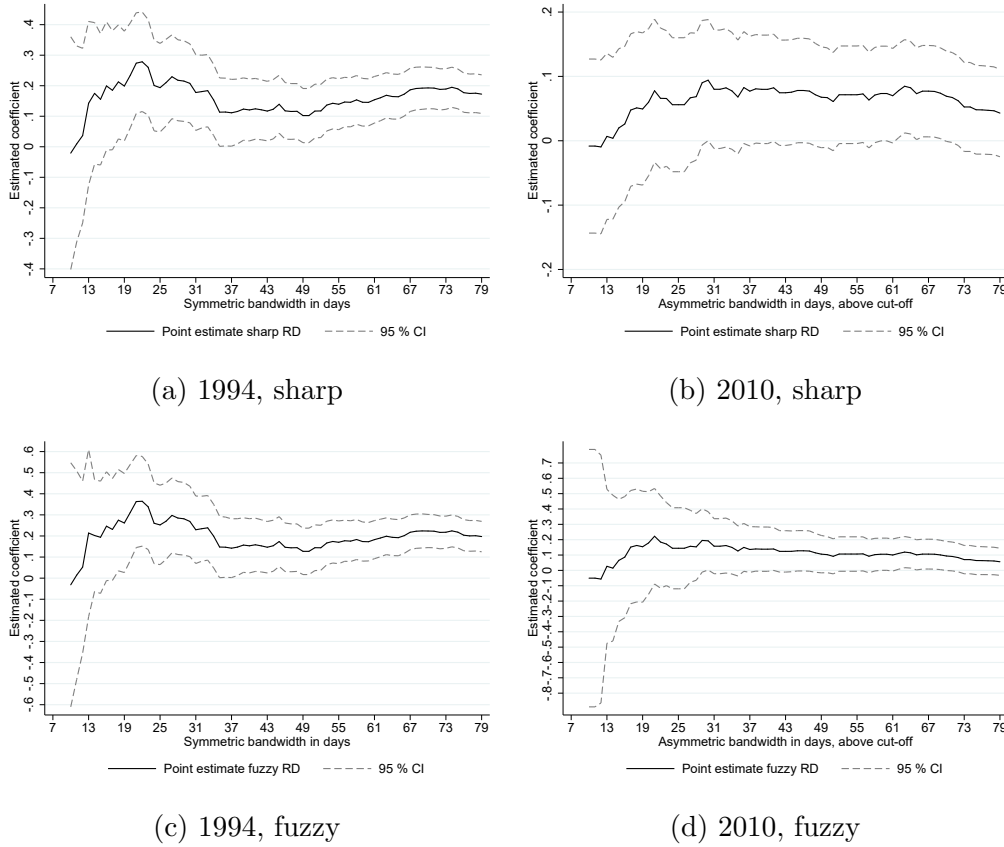 Estimated coefficient
-.4 -.3 -.2 -.1 0 .1 .2 .3 .4
7 13 19 25 31 37 43 49 55 61 67 73 79
Symmetric bandwidth in days
Point estimate sharp RD 95 % CI
(a) 1994, sharp
Estimated coefficient
-.2 -.1 0 .1 .2
7 13 19 25 31 37 43 49 55 61 67 73 79
Asymmetric bandwidth in days, above cut-off
Point estimate sharp RD 95 % CI
(b) 2010, sharp
Estimated coefficient
-.6 -.5 -.4 -.3 -.2 -.1 0 .1 .2 .3 .4 .5 .6
7 13 19 25 31 37 43 49 55 61 67 73 79
Symmetric bandwidth in days
Point estimate fuzzy RD 95 % CI
(c) 1994, fuzzy
Estimated coefficient
-.8 -.7 -.6 -.5 -.4 -.3 -.2 -.1 0 .1 .2 .3 .4 .5 .6 .7
7 13 19 25 31 37 43 49 55 61 67 73 79
Asymmetric bandwidth in days, above cut-off
Point estimate fuzzy RD 95 % CI
(d) 2010, fuzzy